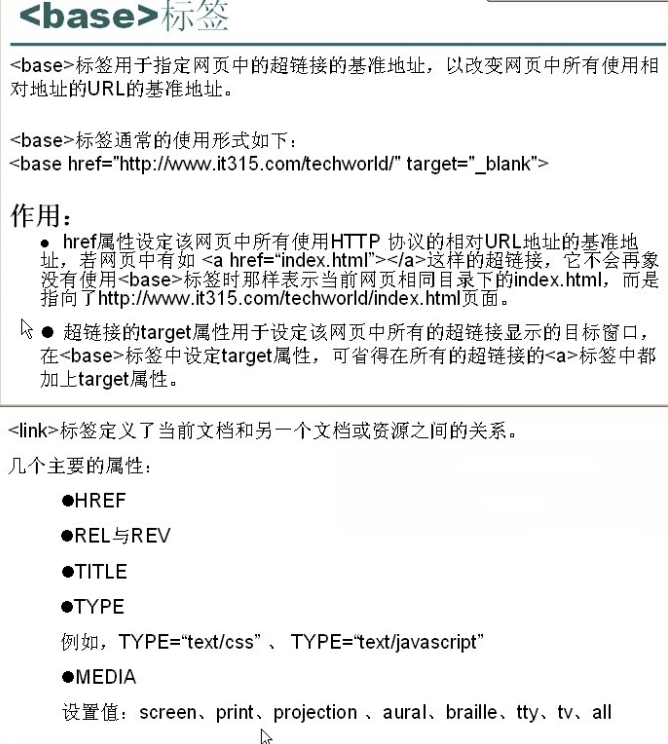 <base>标签
<base>标签用于指定网页中的超链接的基准地址，以改变网页中所有使用相
对地址的URL的基准地址。
<base>标签通常的使用形式如下：
<base href="http://www.it315.com/techworld/" target="_blank">
作用：
● href属性设定该网页中所有使用HTTP 协议的相对URL地址的基准地
址，若网页中有如 <a href=“index.html”></a>这样的超链接，它不会再象
没有使用<base>标签时那样表示当前网页相同目录下的index.html，而是
指向了http://www.it315.com/techworld/index.html页面。
● 超链接的target属性用于设定该网页中所有的超链接显示的目标窗口，
在<base>标签中设定target属性，可省得在所有的超链接的<a>标签中都
加上target属性。
<link>标签定义了当前文档和另一个文档或资源之间的关系。
几个主要的属性：
●HREF
●REL与REV
●TITLE
●TYPE
例如，TYPE=“text/css” 、 TYPE=“text/javascript”
●MEDIA
设置值：screen、print、projection 、aural、braille、tty、tv、all